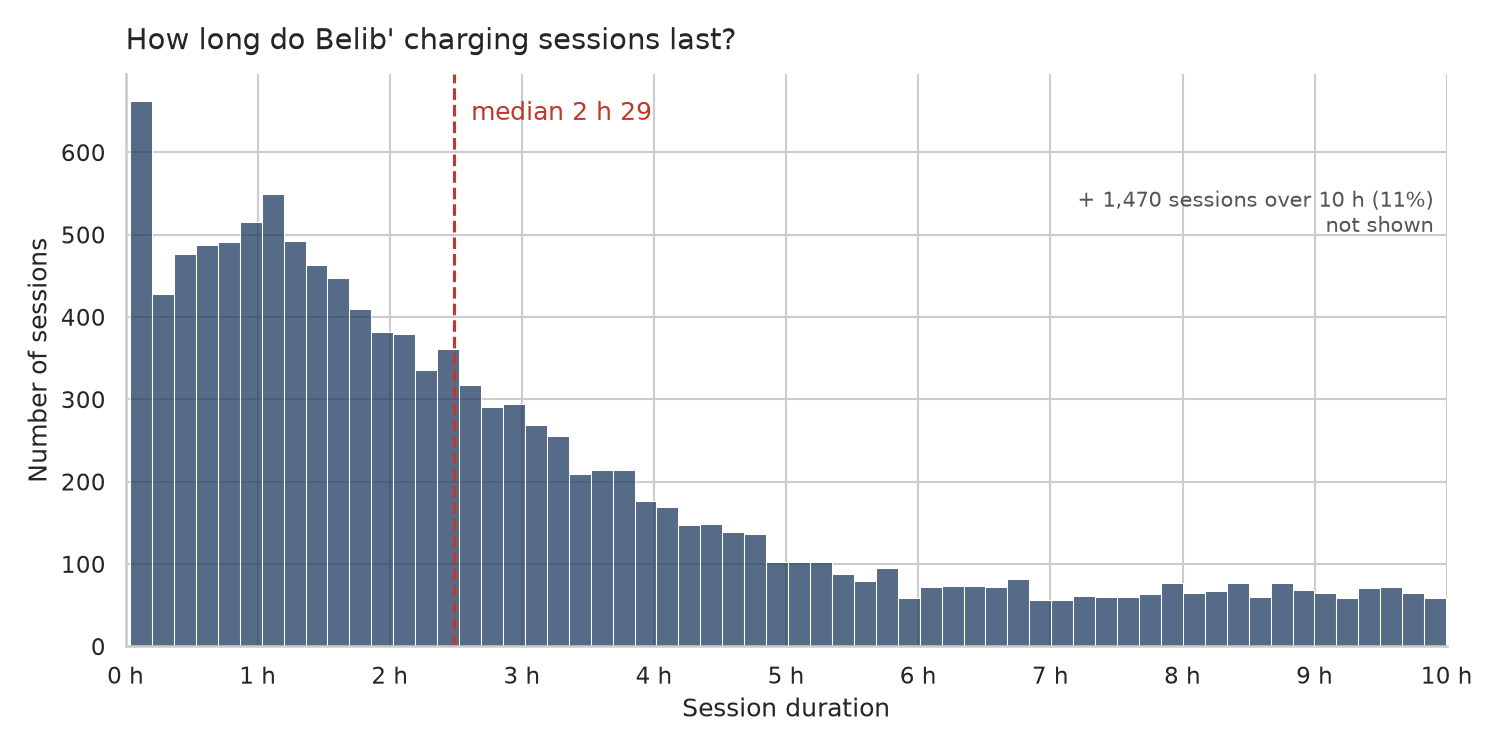 How long do Belib' charging sessions last?
median 2 h 29
+ 1,470 sessions over 10 h (11%)
not shown
Number of sessions
600
500
400
300
200
100
0
0 h
1 h
2 h
3 h
4 h
5 h
6 h
7 h
8 h
9 h
10 h
Session duration